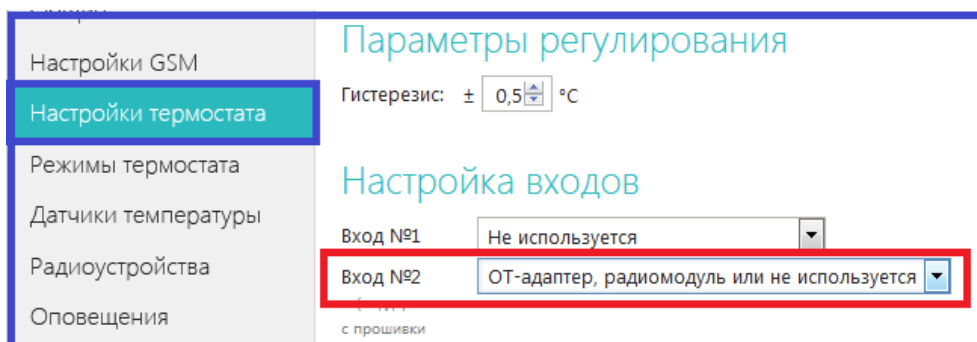 Настройки GSM
Настройки термостата
Режимы термостата
Датчики температуры
Радиоустройства
Оповещения
Параметры регулирования
Гистерезис: ± 0,5 °C
Настройка входов
Вход №1 Не используется
Вход №2 ОТ-адаптер, радиомодуль или не используется
с прошивки